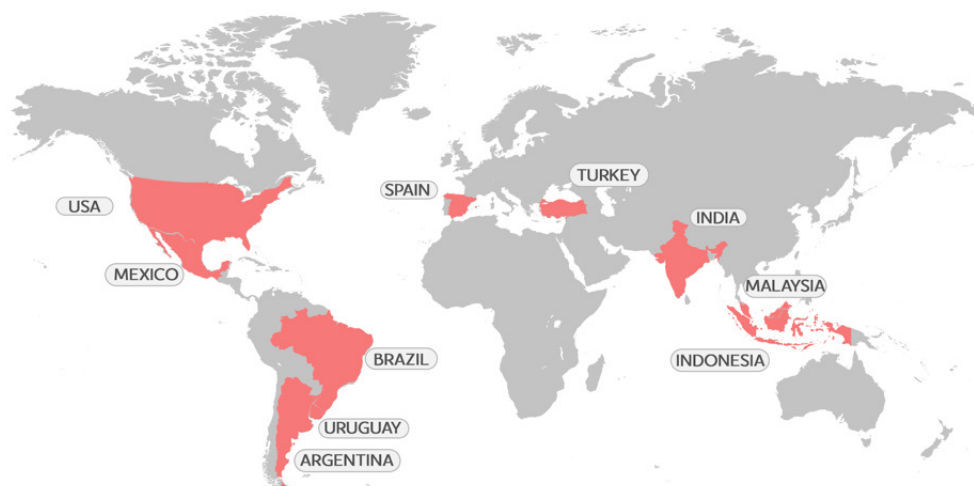 USA
MEXICO
BRAZIL
URUGUAY
ARGENTINA
SPAIN
TURKEY
INDIA
MALAYSIA
INDONESIA